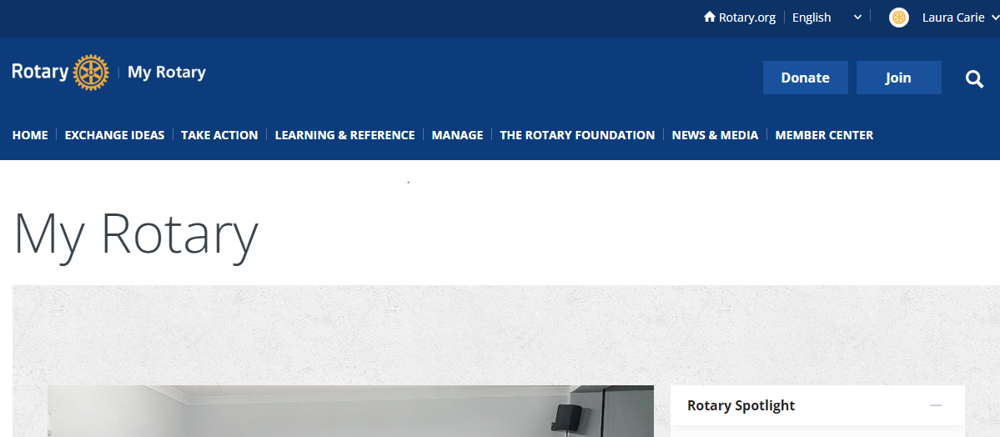 Rotary.org English Laura Carie
Rotary My Rotary
Donate Join
HOME EXCHANGE IDEAS TAKE ACTION LEARNING & REFERENCE MANAGE THE ROTARY FOUNDATION NEWS & MEDIA MEMBER CENTER
My Rotary
Rotary Spotlight